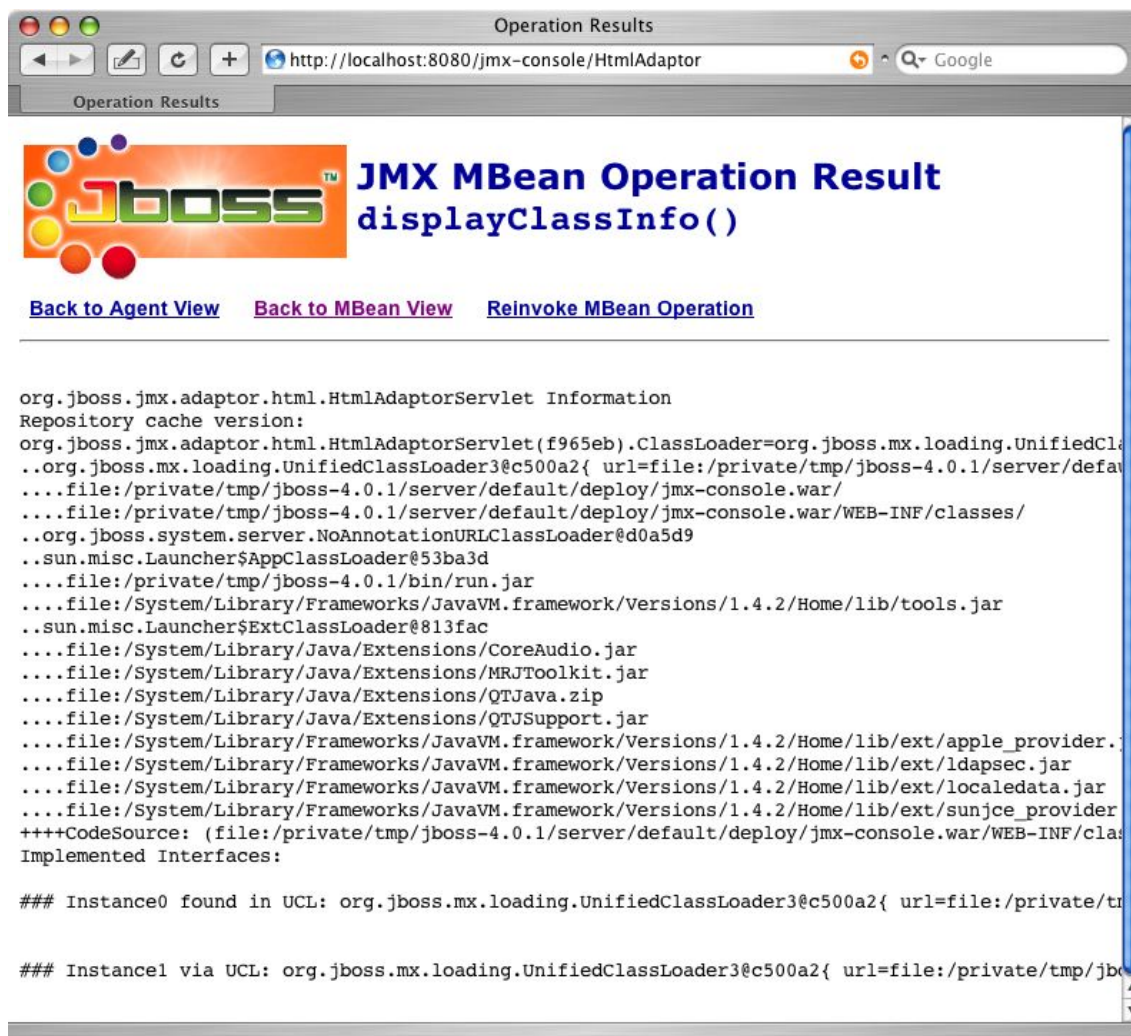 Operation Results
http://localhost:8080/jmx-console/HtmlAdaptor
Google
Operation Results
Jboss TM
JMX MBean Operation Result
displayClassInfo()
Back to Agent View Back to MBean View Reinvoke MBean Operation
org.jboss.jmx.adaptor.html.HtmlAdaptorServlet Information
Repository cache version:
org.jboss.jmx.adaptor.html.HtmlAdaptorServlet(f965eb).ClassLoader=org.jboss.mx.loading.UnifiedCla
..org.jboss.mx.loading.UnifiedClassLoader3@c500a2{ url=file:/private/tmp/jboss-4.0.1/server/defau
....file:/private/tmp/jboss-4.0.1/server/default/deploy/jmx-console.war/
....file:/private/tmp/jboss-4.0.1/server/default/deploy/jmx-console.war/WEB-INF/classes/
..org.jboss.system.server.NoAnnotationURLClassLoader@d0a5d9
..sun.misc.Launcher$AppClassLoader@53ba3d
....file:/private/tmp/jboss-4.0.1/bin/run.jar
....file:/System/Library/Frameworks/JavaVM.framework/Versions/1.4.2/Home/lib/tools.jar
..sun.misc.Launcher$ExtClassLoader@813fac
....file:/System/Library/Java/Extensions/CoreAudio.jar
....file:/System/Library/Java/Extensions/MRJToolkit.jar
....file:/System/Library/Java/Extensions/QTJava.zip
....file:/System/Library/Java/Extensions/QTJSupport.jar
....file:/System/Library/Frameworks/JavaVM.framework/Versions/1.4.2/Home/lib/ext/apple_provider.j
....file:/System/Library/Frameworks/JavaVM.framework/Versions/1.4.2/Home/lib/ext/ldapsec.jar
....file:/System/Library/Frameworks/JavaVM.framework/Versions/1.4.2/Home/lib/ext/localedata.jar
....file:/System/Library/Frameworks/JavaVM.framework/Versions/1.4.2/Home/lib/ext/sunjce_provider
++++CodeSource: (file:/private/tmp/jboss-4.0.1/server/default/deploy/jmx-console.war/WEB-INF/clas
Implemented Interfaces:
### Instance0 found in UCL: org.jboss.mx.loading.UnifiedClassLoader3@c500a2{ url=file:/private/tm
### Instance1 via UCL: org.jboss.mx.loading.UnifiedClassLoader3@c500a2{ url=file:/private/tmp/jbo